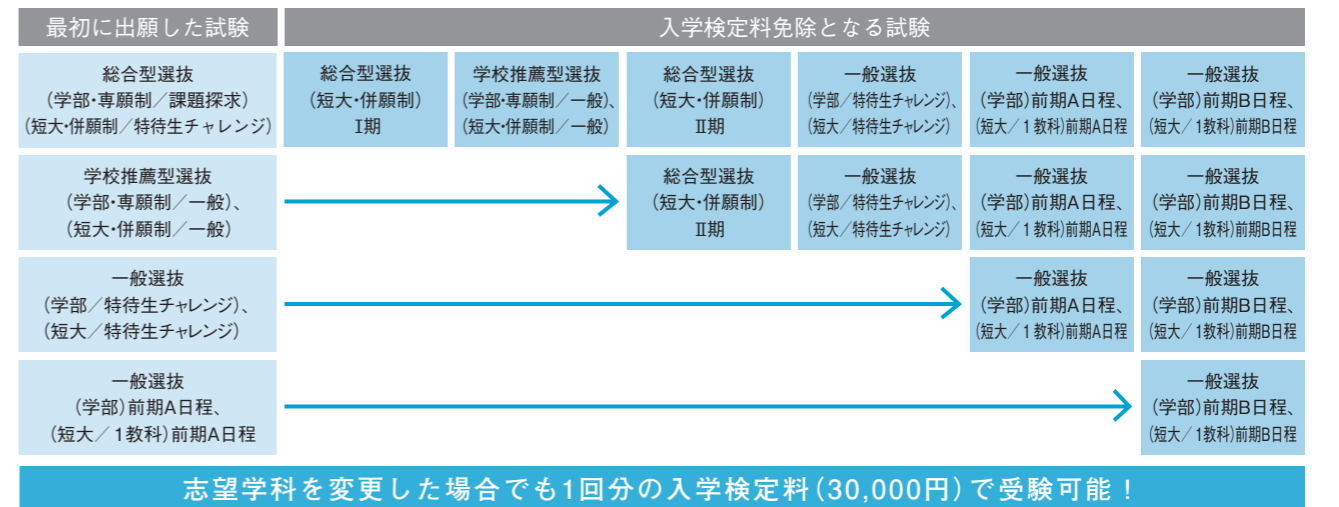 最初に出願した試験
入学検定料免除となる試験
総合型選抜
(学部・専願制／課題探求)
(短大・併願制／特待生チャレンジ)
総合型選抜
(短大・併願制)
Ⅰ期
学校推薦型選抜
(学部・専願制／一般)、
(短大・併願制／一般)
総合型選抜
(短大・併願制)
Ⅱ期
一般選抜
(学部／特待生チャレンジ)、
(短大／特待生チャレンジ)
一般選抜
(学部)前期A日程、
(短大／1教科)前期A日程
一般選抜
(学部)前期B日程、
(短大／1教科)前期B日程
学校推薦型選抜
(学部・専願制／一般)、
(短大・併願制／一般)
総合型選抜
(短大・併願制)
Ⅱ期
一般選抜
(学部／特待生チャレンジ)、
(短大／特待生チャレンジ)
一般選抜
(学部)前期A日程、
(短大／1教科)前期A日程
一般選抜
(学部)前期B日程、
(短大／1教科)前期B日程
一般選抜
(学部／特待生チャレンジ)、
(短大／特待生チャレンジ)
一般選抜
(学部)前期A日程、
(短大／1教科)前期A日程
一般選抜
(学部)前期B日程、
(短大／1教科)前期B日程
一般選抜
(学部)前期A日程、
(短大／1教科)前期A日程
一般選抜
(学部)前期B日程、
(短大／1教科)前期B日程
志望学科を変更した場合でも1回分の入学検定料(30,000円)で受験可能！